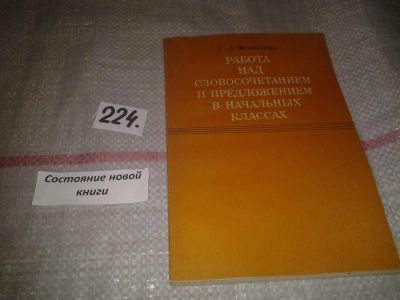 Г. А. Фомичева
РАБОТА
НАД
СЛОВОСОЧЕТАНИЕМ
И ПРЕДЛОЖЕНИЕМ
В НАЧАЛЬНЫХ
КЛАССАХ
224.
Состояние новой
книги